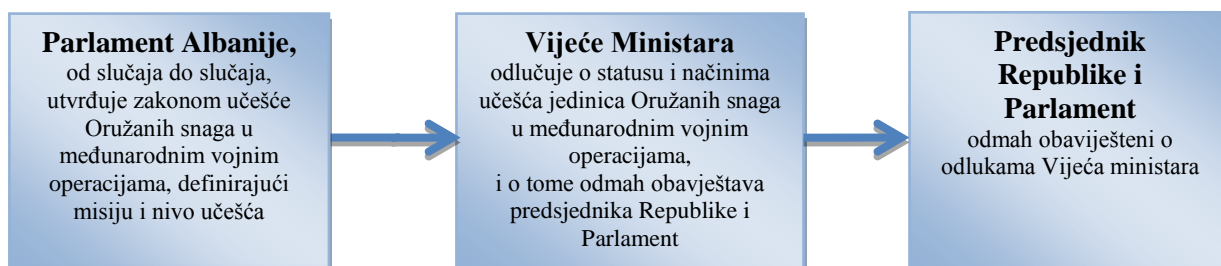 Parlament Albanije,
od slučaja do slučaja,
utvrđuje zakonom učešće
Oružanih snaga u
međunarodnim vojnim
operacijama, definirajući
misiju i nivo učešća
Vijeće Ministara
odlučuje o statusu i načinima
učešća jedinica Oružanih snaga
u međunarodnim vojnim
operacijama,
i o tome odmah obavještava
predsjednika Republike i
Parlament
Predsjednik
Republike i
Parlament
odmah obaviješteni o
odlukama Vijeća ministara